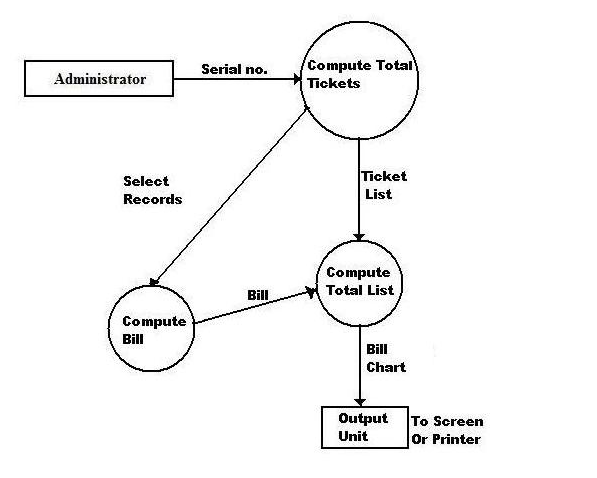 Administrator
Serial no.
Compute Total
Tickets
Select
Records
Ticket
List
Compute
Total List
Compute
Bill
Bill
Bill
Chart
Output
Unit
To Screen
Or Printer